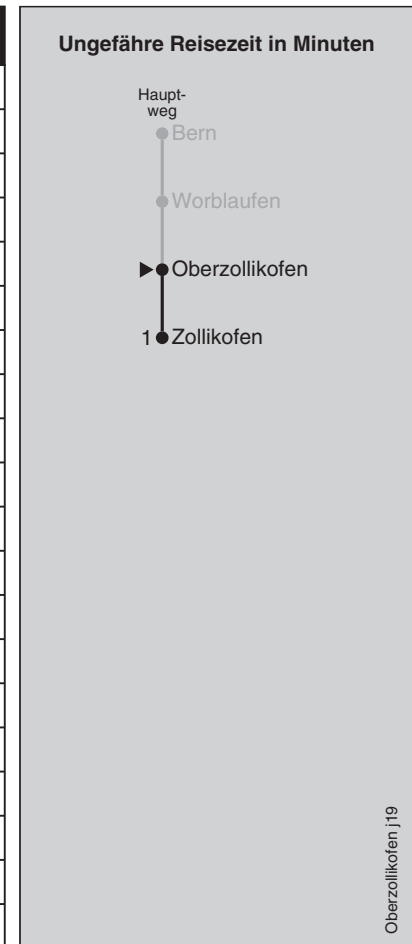 Ungefähre Reisezeit in Minuten
Haupt-
weg
Bern
Worblaufen
Oberzollikofen
1 Zollikofen
Oberzollikofen j19